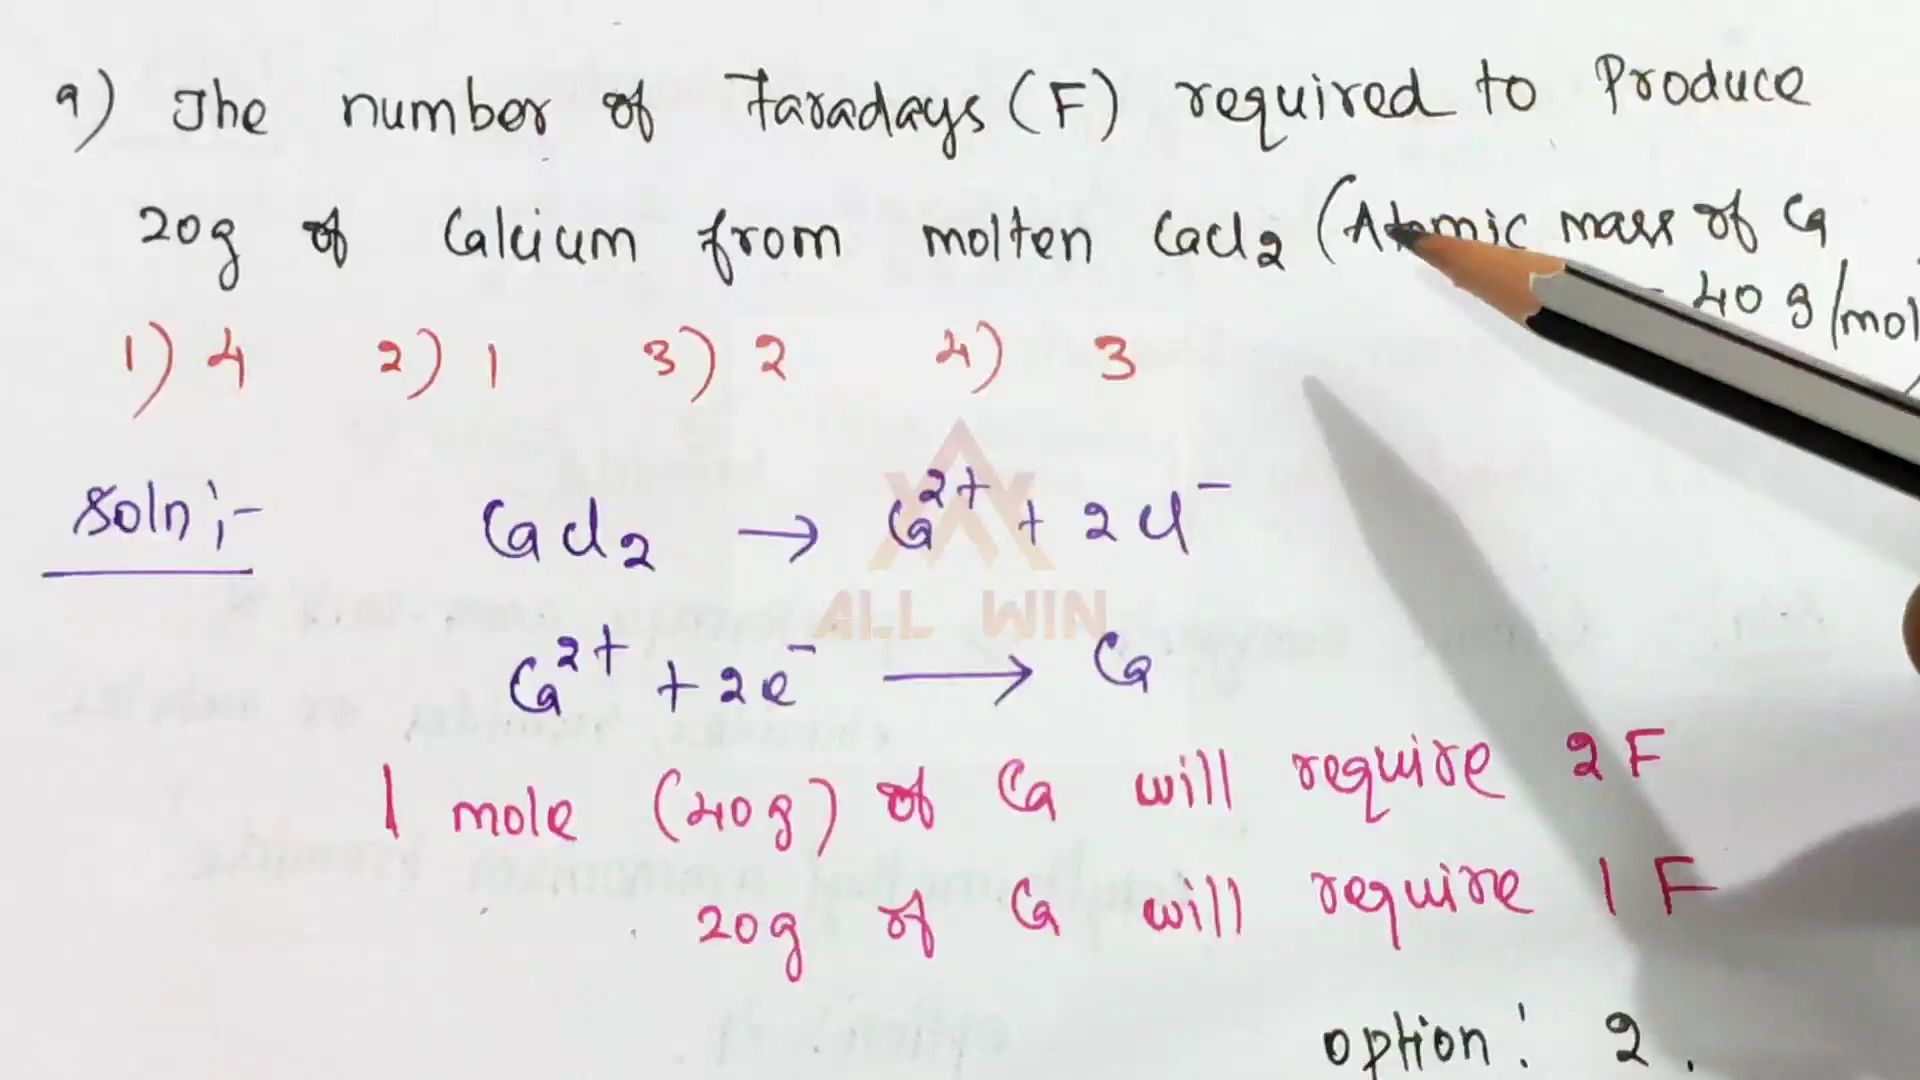 9) The number of Faradays (F) required to Produce
20g of Calcium from molten CaCl2 (Atomic mass of Ca
= 40 g/mol
1) 4 2) 1 3) 2 4) 3
Soln:- CaCl2 → Ca2+ + 2Cl-
ALL WIN
Ca2+ + 2e- → Ca
1 mole (40g) of Ca will require 2F
20g of Ca will require 1F
option: 2.